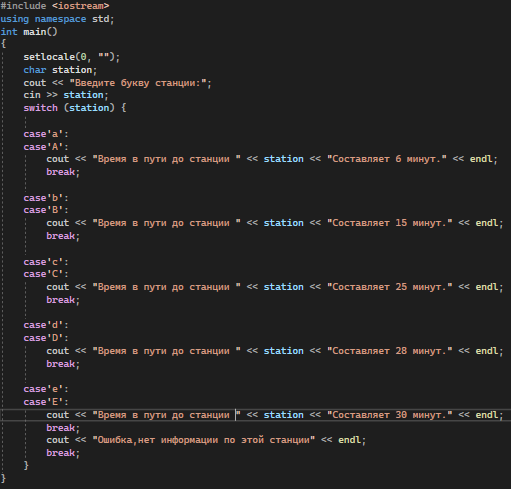 #include <iostream>
using namespace std;
int main()
{
    setlocale(0, "");
    char station;
    cout << "Введите букву станции:";
    cin >> station;
    switch (station) {

    case'a':
    case'A':
        cout << "Время в пути до станции " << station << "Составляет 6 минут." << endl;
        break;

    case'b':
    case'B':
        cout << "Время в пути до станции " << station << "Составляет 15 минут." << endl;
        break;

    case'c':
    case'C':
        cout << "Время в пути до станции " << station << "Составляет 25 минут." << endl;
        break;

    case'd':
    case'D':
        cout << "Время в пути до станции " << station << "Составляет 28 минут." << endl;
        break;

    case'e':
    case'E':
        cout << "Время в пути до станции " << station << "Составляет 30 минут." << endl;
        break;
        cout << "Ошибка,нет информации по этой станции" << endl;
        break;
    }
}